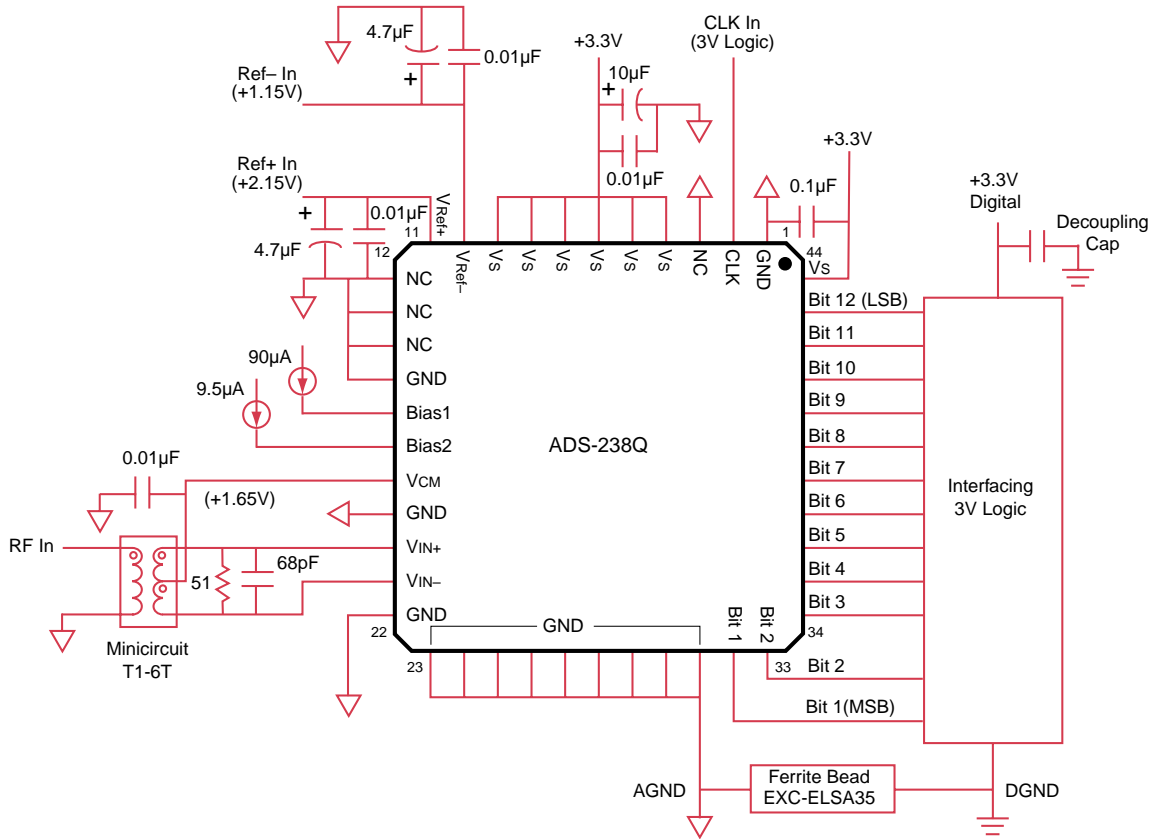 4.7µF
0.01µF
Ref– In
(+1.15V)
+
+3.3V
CLK In
(3V Logic)
+
10µF
0.01µF
+3.3V
0.1µF
Ref+ In
(+2.15V)
+
4.7µF
0.01µF
VRef+
11
12
VRef–
VS
VS
VS
VS
VS
VS
NC
CLK
GND
1
44
VS
+3.3V
Digital
Decoupling
Cap
NC
NC
NC
GND
Bias1
Bias2
VCM
GND
VIN+
VIN–
GND
90µA
9.5µA
0.01µF
(+1.65V)
RF In
51
68pF
Minicircuit
T1-6T
22
23
GND
ADS-238Q
Bit 12 (LSB)
Bit 11
Bit 10
Bit 9
Bit 8
Bit 7
Bit 6
Bit 5
Bit 4
Bit 3
Bit 1
Bit 2
34
33
Bit 2
Bit 1(MSB)
Interfacing
3V Logic
AGND
Ferrite Bead
EXC-ELSA35
DGND